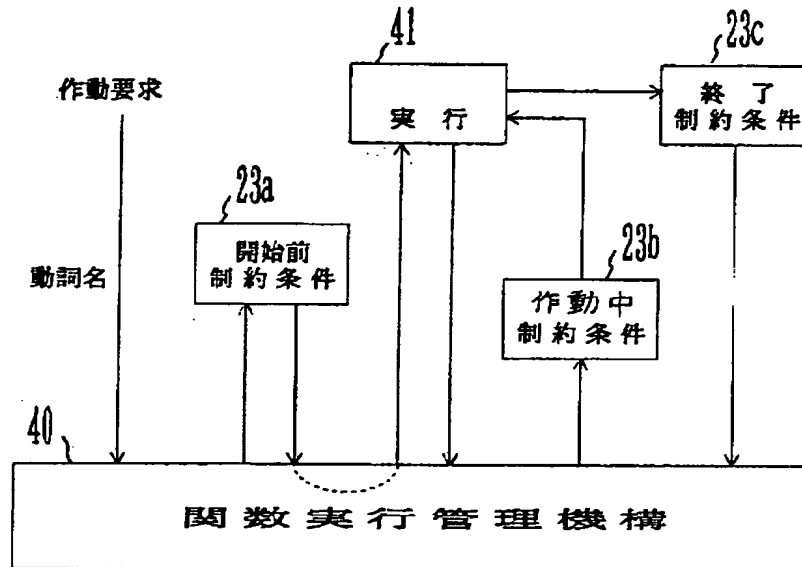 41
23c
作動要求
実行
終了
制約条件
23a
開始前
制約条件
23b
動詞名
作動中
制約条件
40
関数実行管理機構